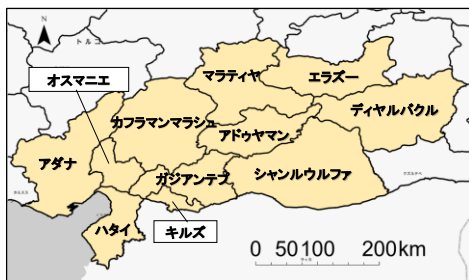 トルコ
オスマニエ
マラティヤ
エラズー
ディヤルバクル
カフラマンマラシュ
アドゥヤマン
アダナ
ガジアンテプ
シャンルウルファ
ハタイ
キルズ
0 50 100 200km